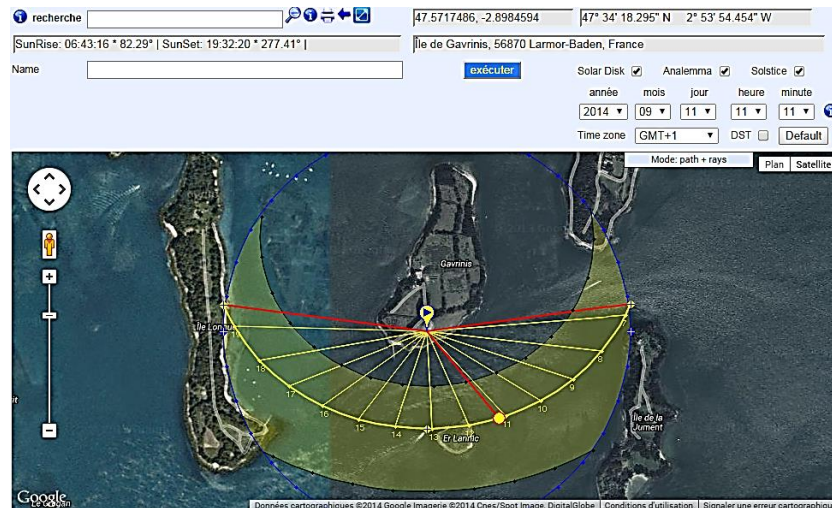 recherche
47.5717486, -2.8984594
47° 34' 18.295" N 2° 53' 54.454" W
SunRise: 06:43:16 * 82.29° | SunSet: 19:32:20 * 277.41° |
Île de Gavrinis, 56870 Larmor-Baden, France
Name
exécuter
Solar Disk Analemma Solstice
année mois jour heure minute
2014 09 11 11 11
Time zone GMT+1 DST Default
Mode: path + rays
Plan Satellite
Gavrinis
Île Longue
7
19
8
18
9
17
10
16
11
15
14
13
12
Er Lannic
Île de la
Jument
Google
Données cartographiques ©2014 Google Imagerie ©2014 Cnes/Spot Image, DigitalGlobe Conditions d'utilisation Signaler une erreur cartographique